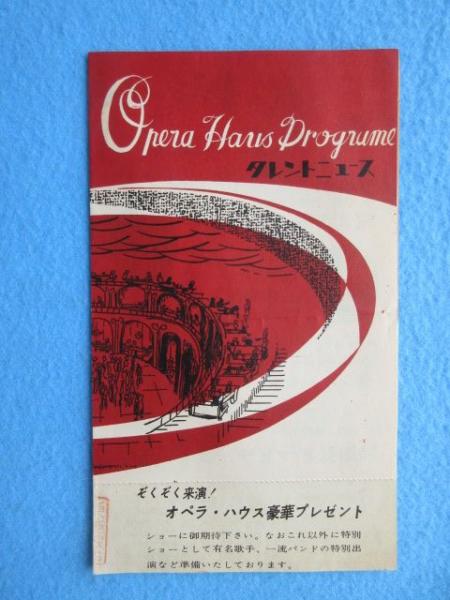 Opera Haus Programe
タレントニュース
ぞくぞく来演!
オペラ・ハウス豪華プレゼント
ショーに御期待下さい。なおこれ以外に特別
ショーとして有名歌手、一流バンドの特別出
演など準備いたしております。